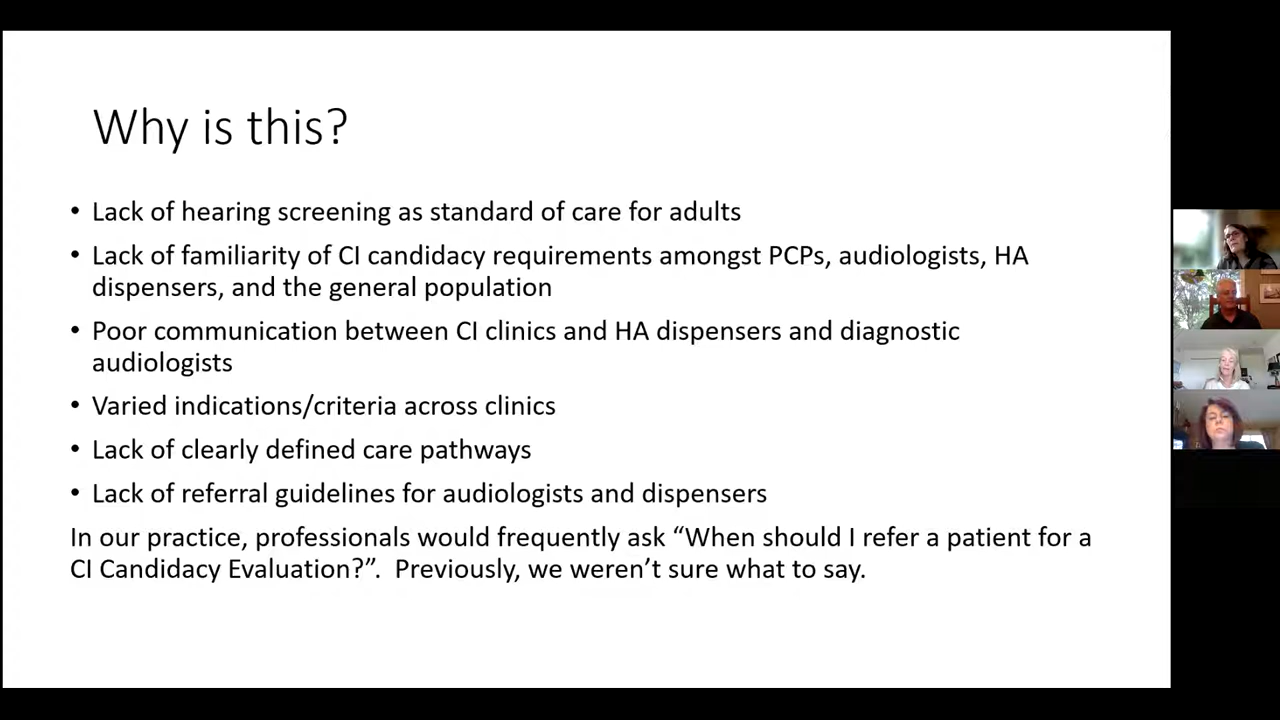 Why is this?
• Lack of hearing screening as standard of care for adults
• Lack of familiarity of CI candidacy requirements amongst PCPs, audiologists, HA
dispensers, and the general population
• Poor communication between CI clinics and HA dispensers and diagnostic
audiologists
• Varied indications/criteria across clinics
• Lack of clearly defined care pathways
• Lack of referral guidelines for audiologists and dispensers
In our practice, professionals would frequently ask “When should I refer a patient for a
CI Candidacy Evaluation?”.  Previously, we weren’t sure what to say.